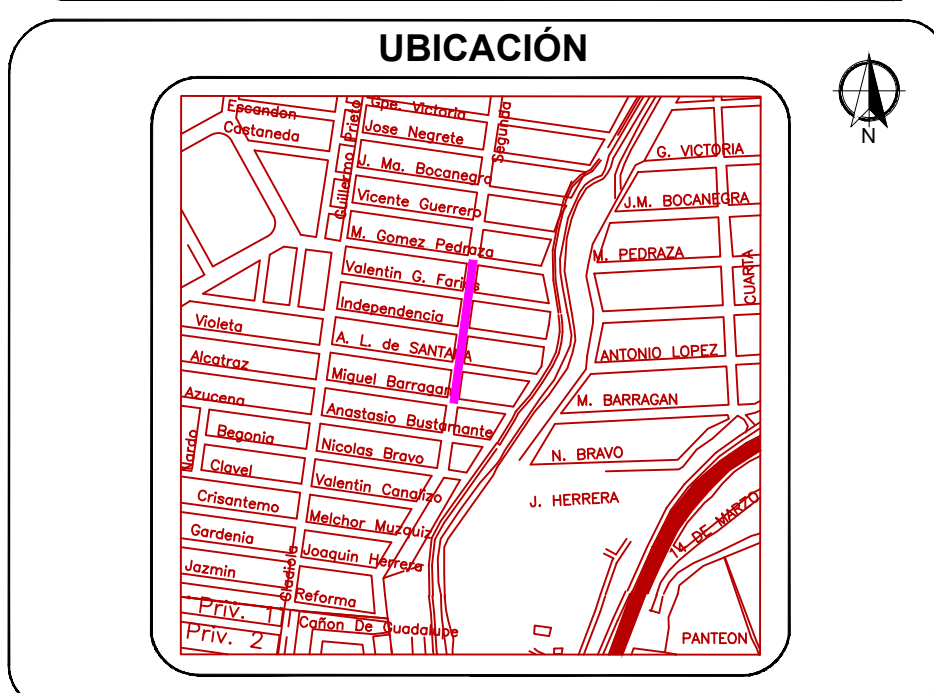 UBICACIÓN
N
Escandon
Castaneda
Guillermo Prieto
Gpe. Victoria
Segunda
Jose Negrete
J. Ma. Bocanegra
Vicente Guerrero
M. Gomez Pedraza
Valentin G. Farias
Independencia
A. L. de SANTANA
Miguel Barragan
Anastasio Bustamante
Nicolas Bravo
Valentin Canalizo
Melchor Muzquiz
Joaquin Herrera
Reforma
Cañon De Guadalupe
Violeta
Alcatraz
Azucena
Nardo
Begonia
Clavel
Crisantemo
Gardenia
Gladiola
Jazmin
Priv. 1
Priv. 2
G. VICTORIA
J.M. BOCANEGRA
M. PEDRAZA
CUARTA
ANTONIO LOPEZ
M. BARRAGAN
N. BRAVO
J. HERRERA
14 DE MARZO
PANTEON